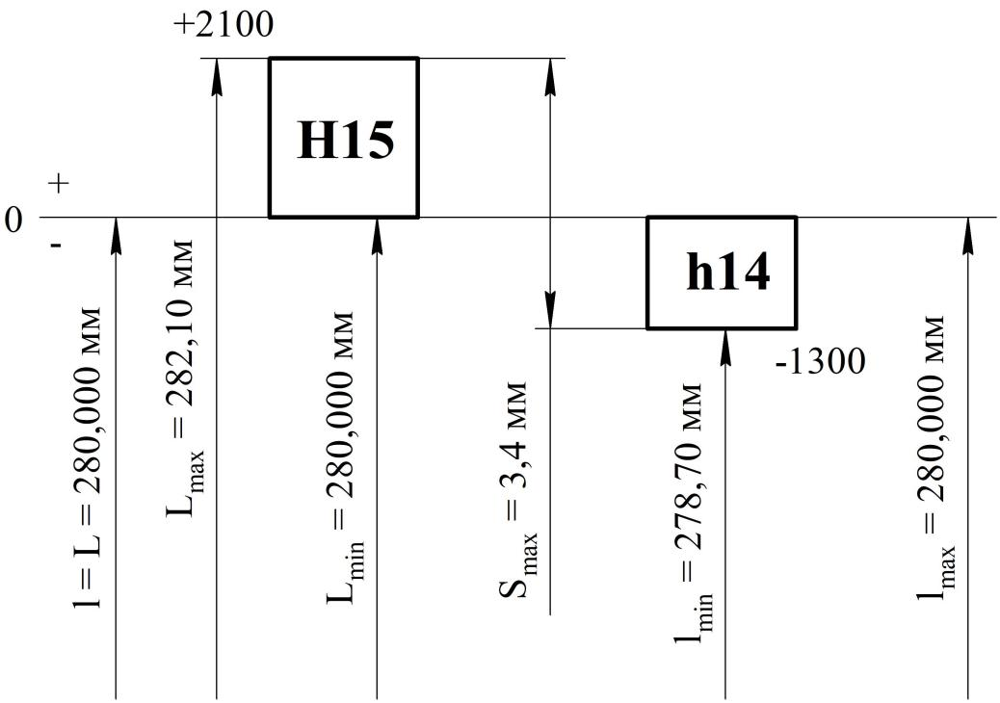 +2100
H15
+
0
-
h14
-1300
l = L = 280,000 мм
Lmax = 282,10 мм
Lmin = 280,000 мм
Smax = 3,4 мм
lmin = 278,70 мм
lmax = 280,000 мм